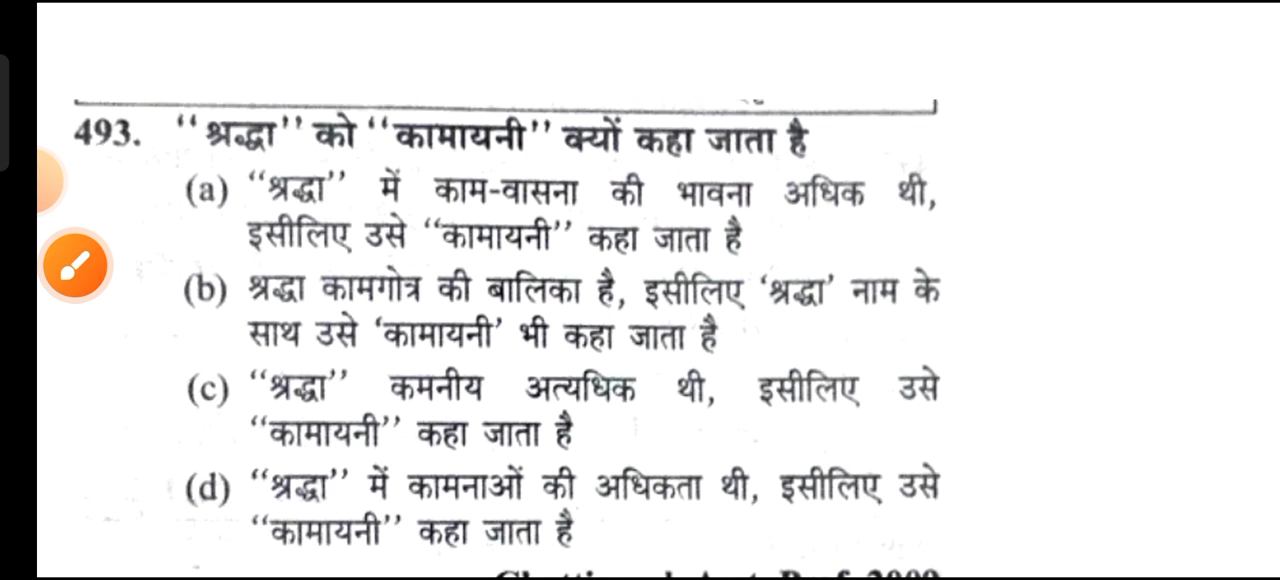 493. “श्रद्धा” को “कामायनी” क्यों कहा जाता है
(a) “श्रद्धा” में काम-वासना की भावना अधिक थी,
इसीलिए उसे “कामायनी” कहा जाता है
(b) श्रद्धा कामगोत्र की बालिका है, इसीलिए ‘श्रद्धा’ नाम के
साथ उसे ‘कामायनी’ भी कहा जाता है
(c) “श्रद्धा” कमनीय अत्यधिक थी, इसीलिए उसे
“कामायनी” कहा जाता है
(d) “श्रद्धा” में कामनाओं की अधिकता थी, इसीलिए उसे
“कामायनी” कहा जाता है